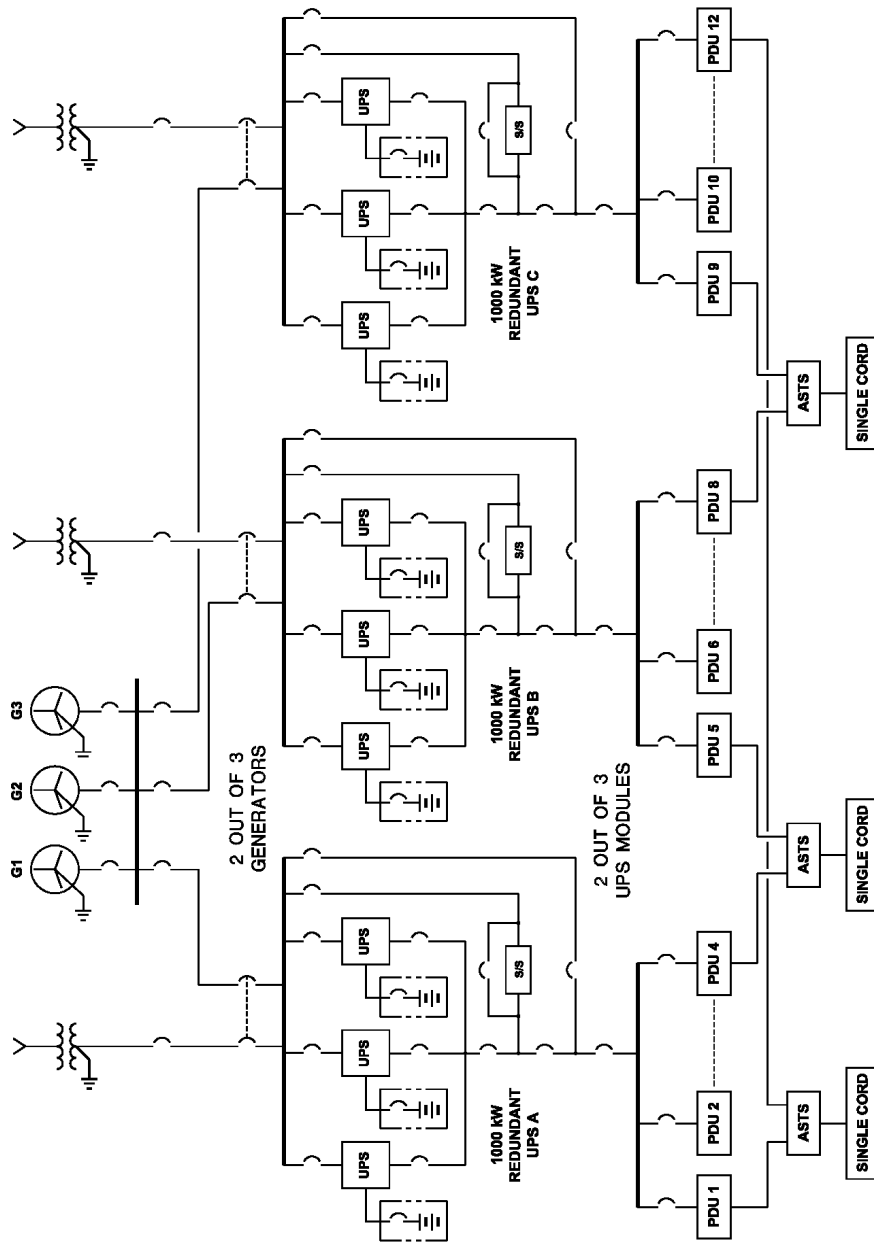 G1
G2
G3
2 OUT OF 3
GENERATORS
UPS
UPS
UPS
UPS
UPS
UPS
UPS
UPS
UPS
S/S
S/S
S/S
1000 kW
REDUNDANT
UPS A
1000 kW
REDUNDANT
UPS B
1000 kW
REDUNDANT
UPS C
2 OUT OF 3
UPS MODULES
PDU 1
PDU 2
PDU 4
PDU 5
PDU 6
PDU 8
PDU 9
PDU 10
PDU 12
ASTS
ASTS
ASTS
SINGLE CORD
SINGLE CORD
SINGLE CORD